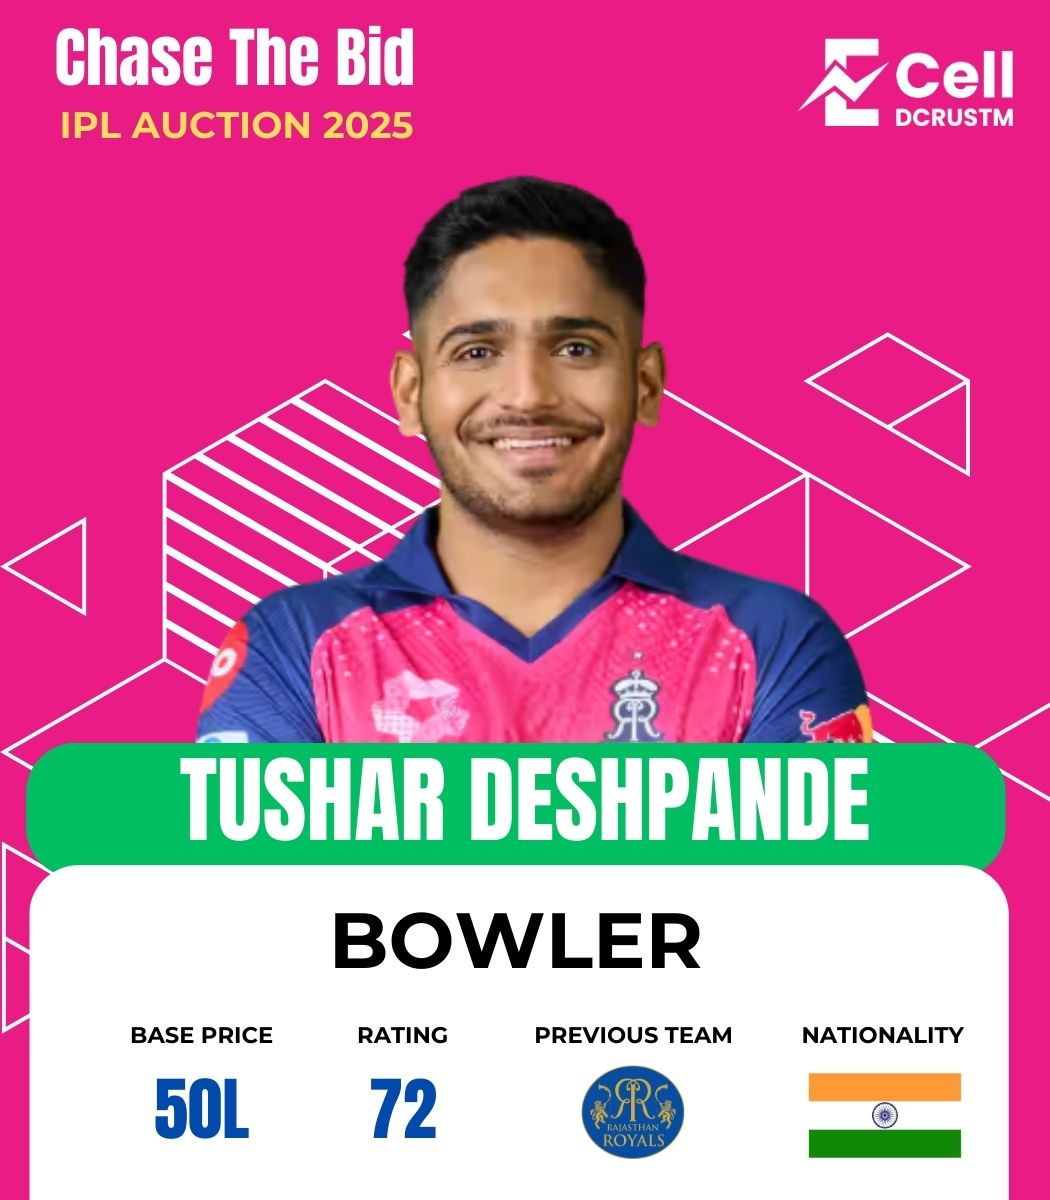 Chase The Bid
IPL AUCTION 2025
Cell
DCRUSTM
TUSHAR DESHPANDE
BOWLER
BASE PRICE
RATING
PREVIOUS TEAM
NATIONALITY
50L
72
RR
RAJASTHAN
ROYALS